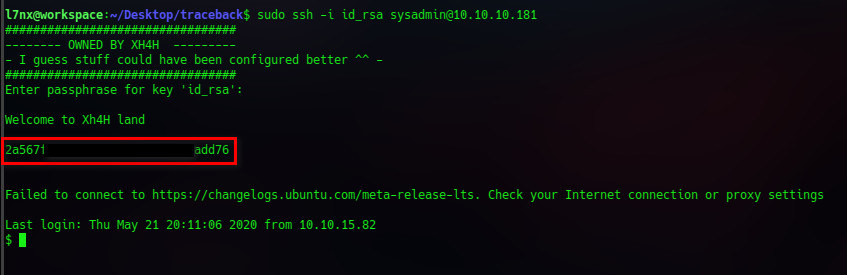 l7nx@workspace:~/Desktop/traceback$ sudo ssh -i id_rsa sysadmin@10.10.10.181
#################################
-------- OWNED BY XH4H  ---------
- I guess stuff could have been configured better ^^ -
#################################
Enter passphrase for key 'id_rsa':
Welcome to Xh4H land
2a567f add76
Failed to connect to https://changelogs.ubuntu.com/meta-release-lts. Check your Internet connection or proxy settings
Last login: Thu May 21 20:11:06 2020 from 10.10.15.82
$